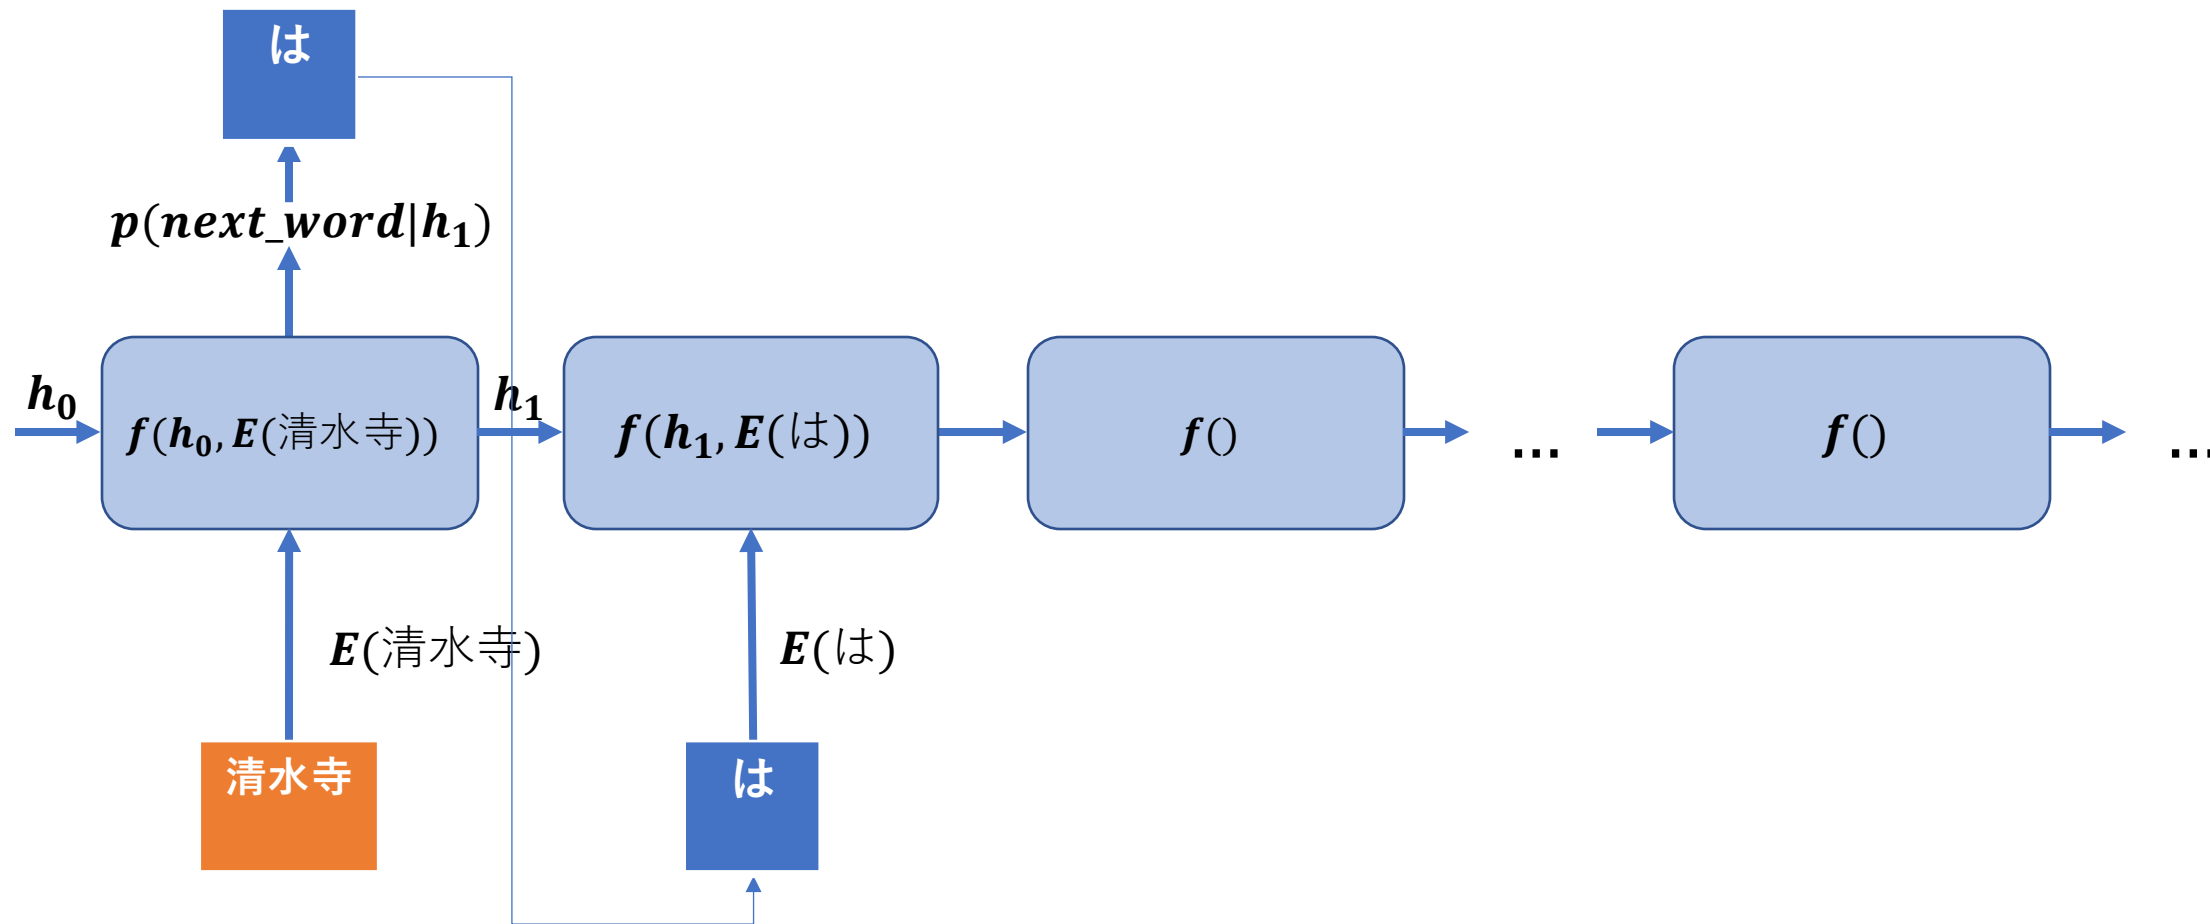 は
p(next_word|h₁)
h₀
f(h₀, E(清水寺))
h₁
f(h₁, E(は))
f()
...
f()
...
E(清水寺)
E(は)
清水寺
は